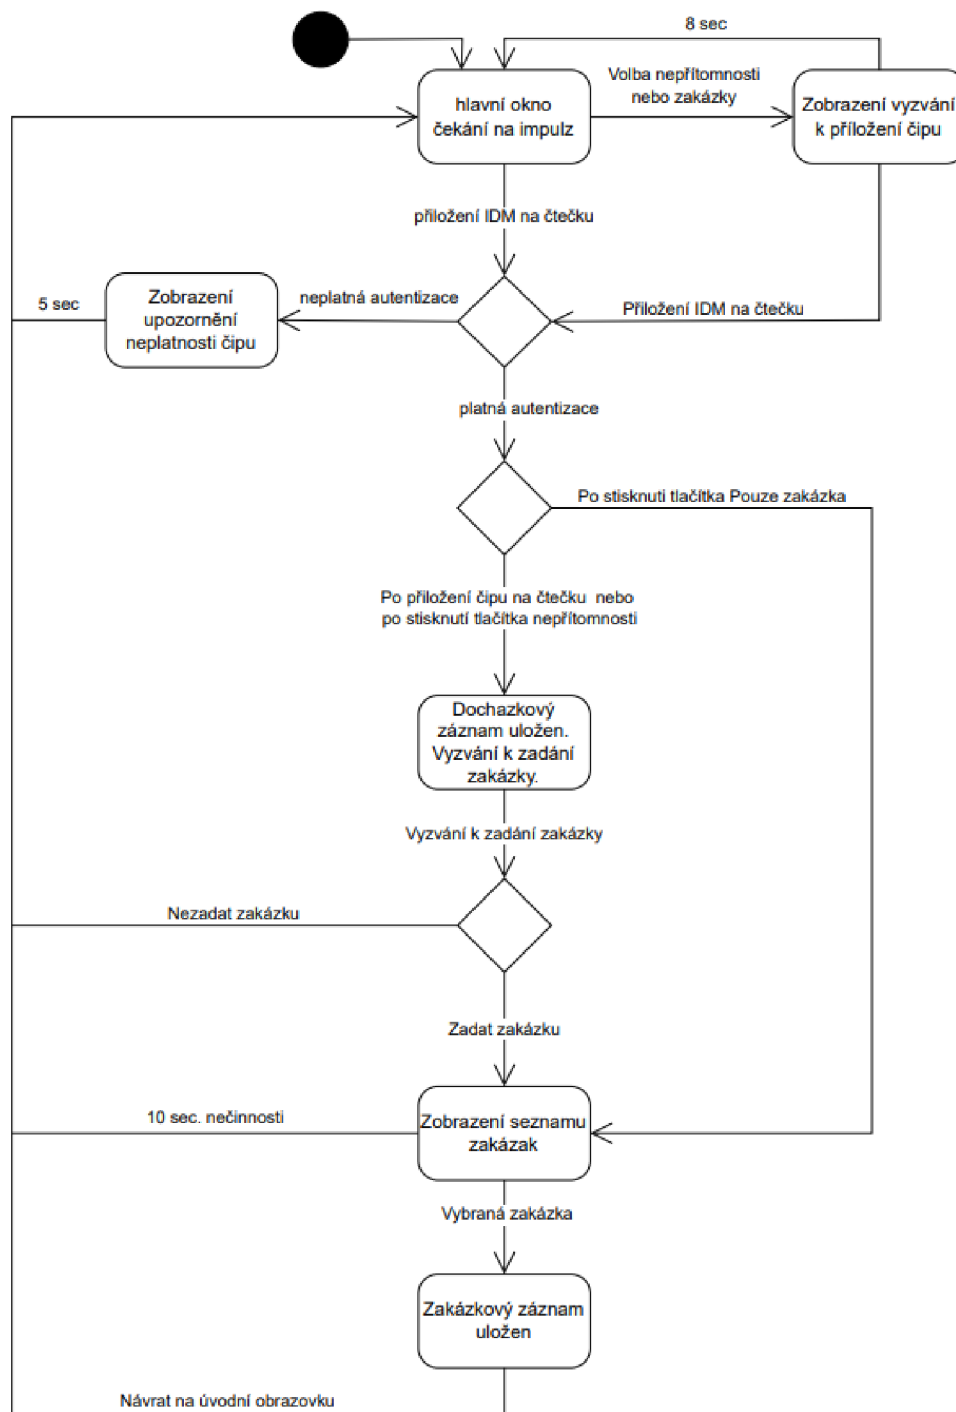 8 sec
Volba nepřítomnosti
nebo zakázky
hlavní okno
čekání na impulz
Zobrazení vyzvání
k příložení čipu
přiložení IDM na čtečku
5 sec
Zobrazení
upozornění
neplatnosti čipu
neplatná autentizace
Přiložení IDM na čtečku
platná autentizace
Po stisknuti tlačítka Pouze zakázka
Po přiložení čipu na čtečku nebo
po stisknutí tlačítka nepřítomnosti
Dochazkový
záznam uložen.
Vyzvání k zadání
zakázky.
Vyzvání k zadání zakázky
Nezadat zakázku
Zadat zakázku
10 sec. nečinnosti
Zobrazení seznamu
zakázak
Vybraná zakázka
Zakázkový záznam
uložen
Návrat na úvodní obrazovku